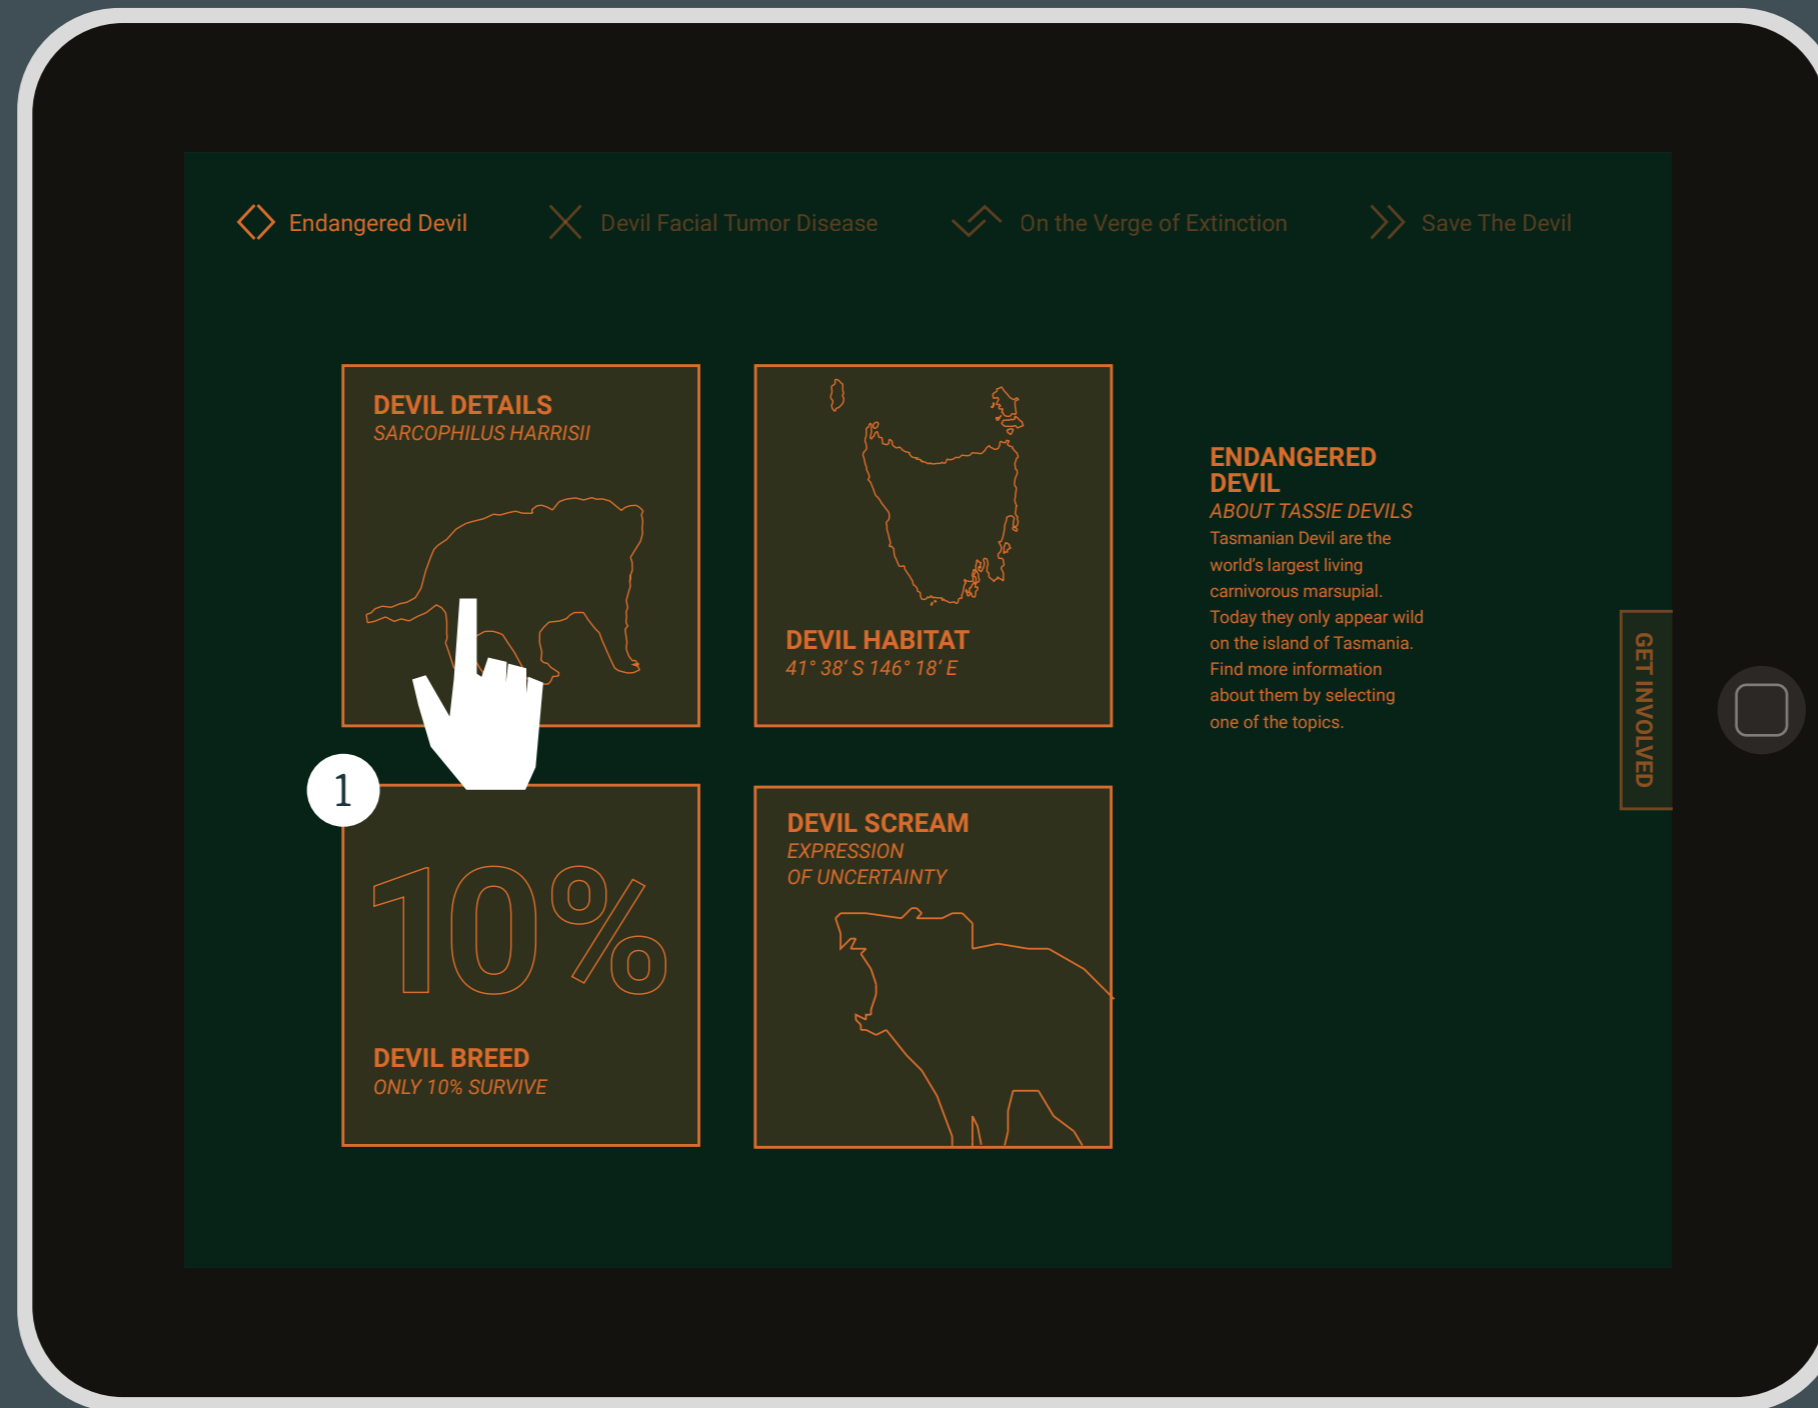 Endangered Devil
Devil Facial Tumor Disease
On the Verge of Extinction
Save The Devil
DEVIL DETAILS
SARCOPHILUS HARRISII
DEVIL HABITAT
41° 38‘ S 146° 18‘ E
ENDANGERED
DEVIL
ABOUT TASSIE DEVILS
Tasmanian Devil are the
world's largest living
carnivorous marsupial.
Today they only appear wild
on the island of Tasmania.
Find more information
about them by selecting
one of the topics.
GET INVOLVED
1
10%
DEVIL BREED
ONLY 10% SURVIVE
DEVIL SCREAM
EXPRESSION
OF UNCERTAINTY